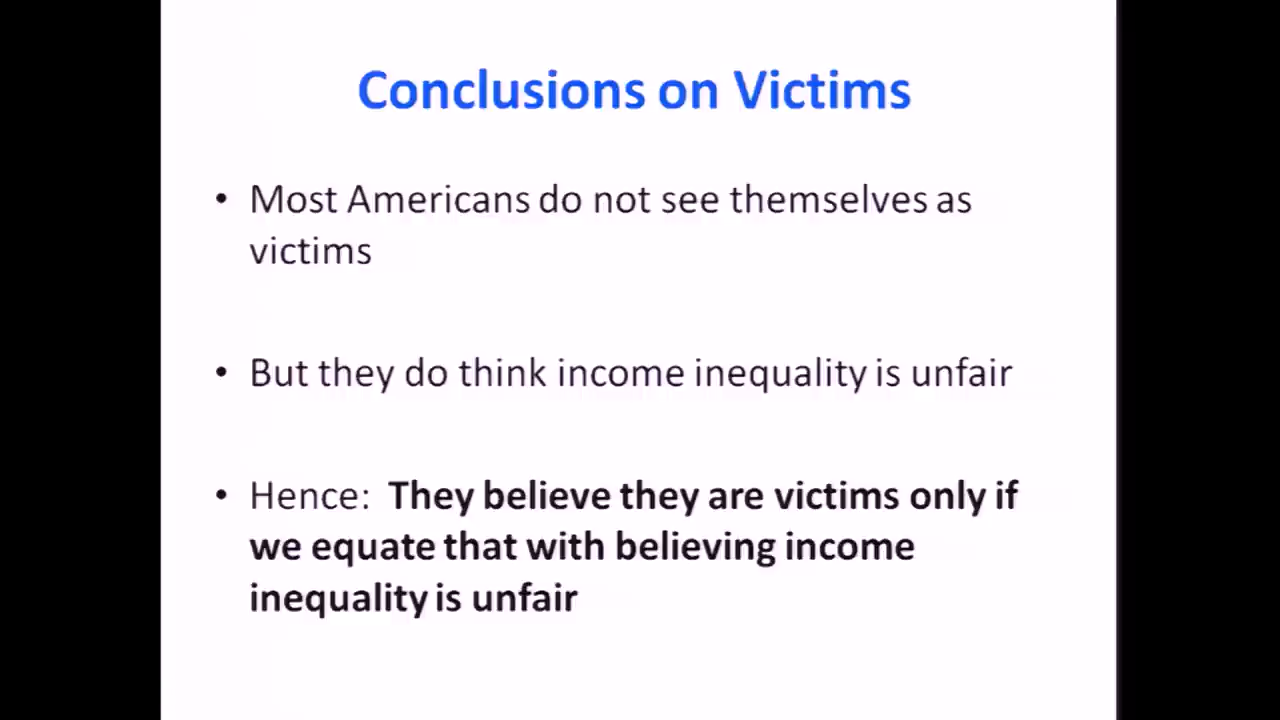 Conclusions on Victims
• Most Americans do not see themselves as
victims
• But they do think income inequality is unfair
• Hence: They believe they are victims only if
we equate that with believing income
inequality is unfair